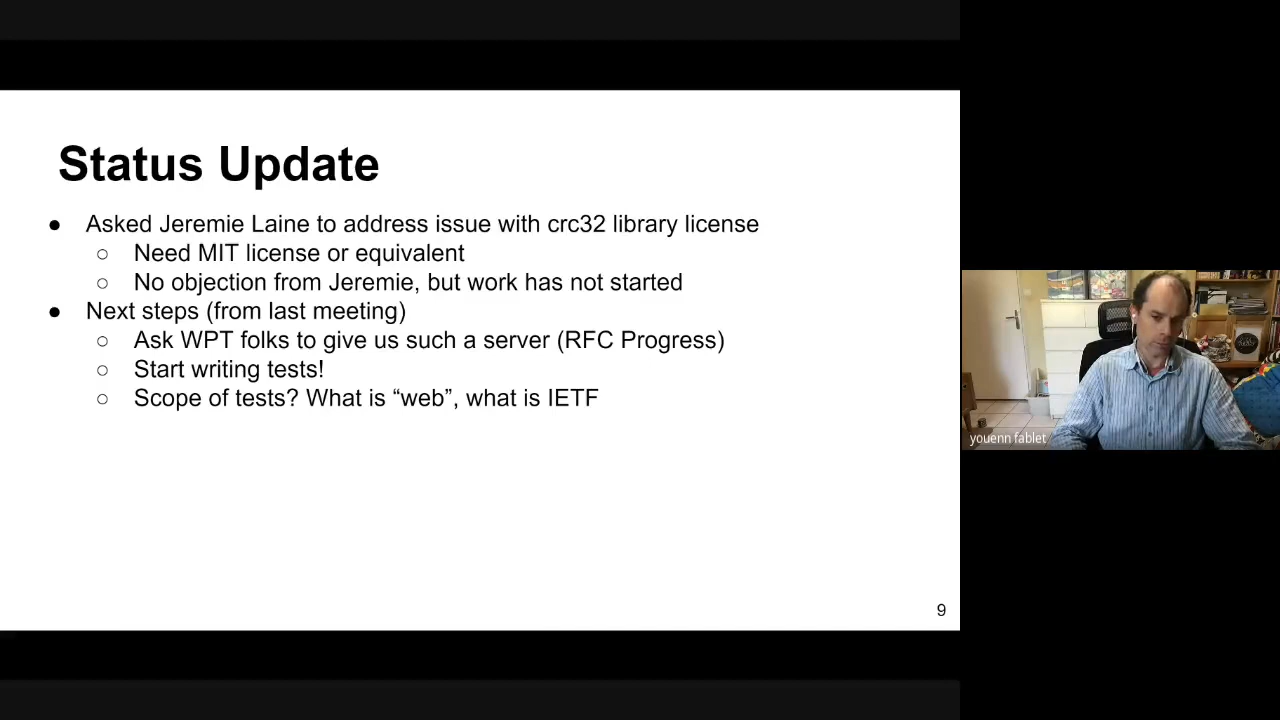 Status Update
● Asked Jeremie Laine to address issue with crc32 library license
○ Need MIT license or equivalent
○ No objection from Jeremie, but work has not started
● Next steps (from last meeting)
○ Ask WPT folks to give us such a server (RFC Progress)
○ Start writing tests!
○ Scope of tests? What is “web”, what is IETF
9
youenn fablet